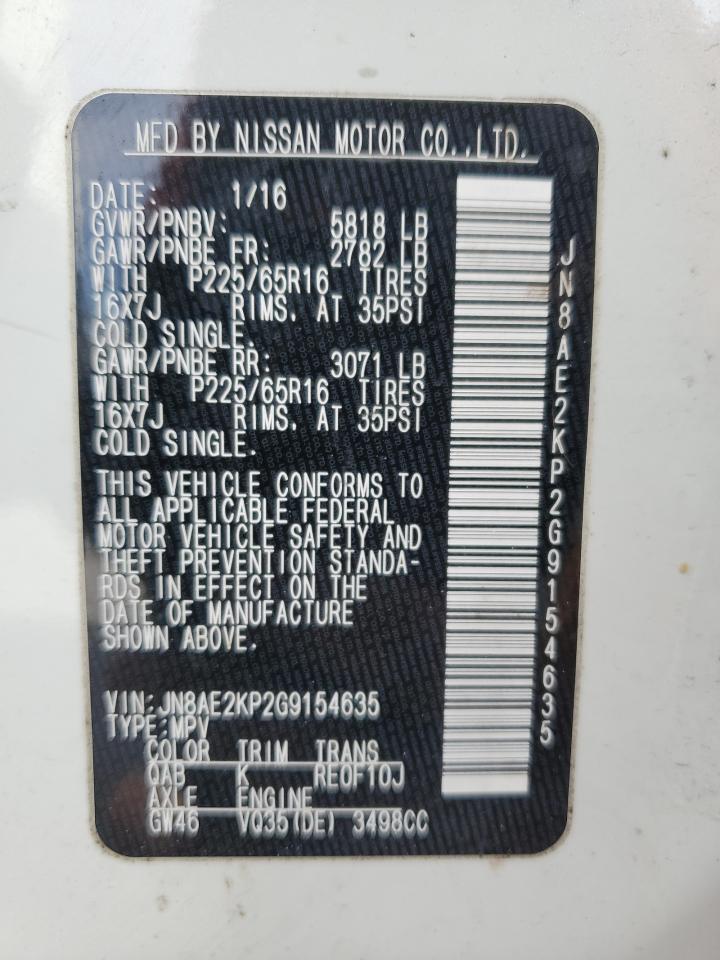 MFD BY NISSAN MOTOR CO.,LTD.
DATE: 1/16
GVWR/PNBV: 5818 LB
GAWR/PNBE FR: 2782 LB
WITH P225/65R16 TIRES
16X7J RIMS. AT 35PSI
COLD SINGLE.
GAWR/PNBE RR: 3071 LB
WITH P225/65R16 TIRES
16X7J RIMS. AT 35PSI
COLD SINGLE.
THIS VEHICLE CONFORMS TO
ALL APPLICABLE FEDERAL
MOTOR VEHICLE SAFETY AND
THEFT PREVENTION STANDA-
RDS IN EFFECT ON THE
DATE OF MANUFACTURE
SHOWN ABOVE.
VIN:JN8AE2KP2G9154635
TYPE:MPV
COLOR TRIM TRANS
QAB K RE0F10J
AXLE ENGINE
GW46 VQ35(DE) 3498CC
JN8AE2KP2G9154635